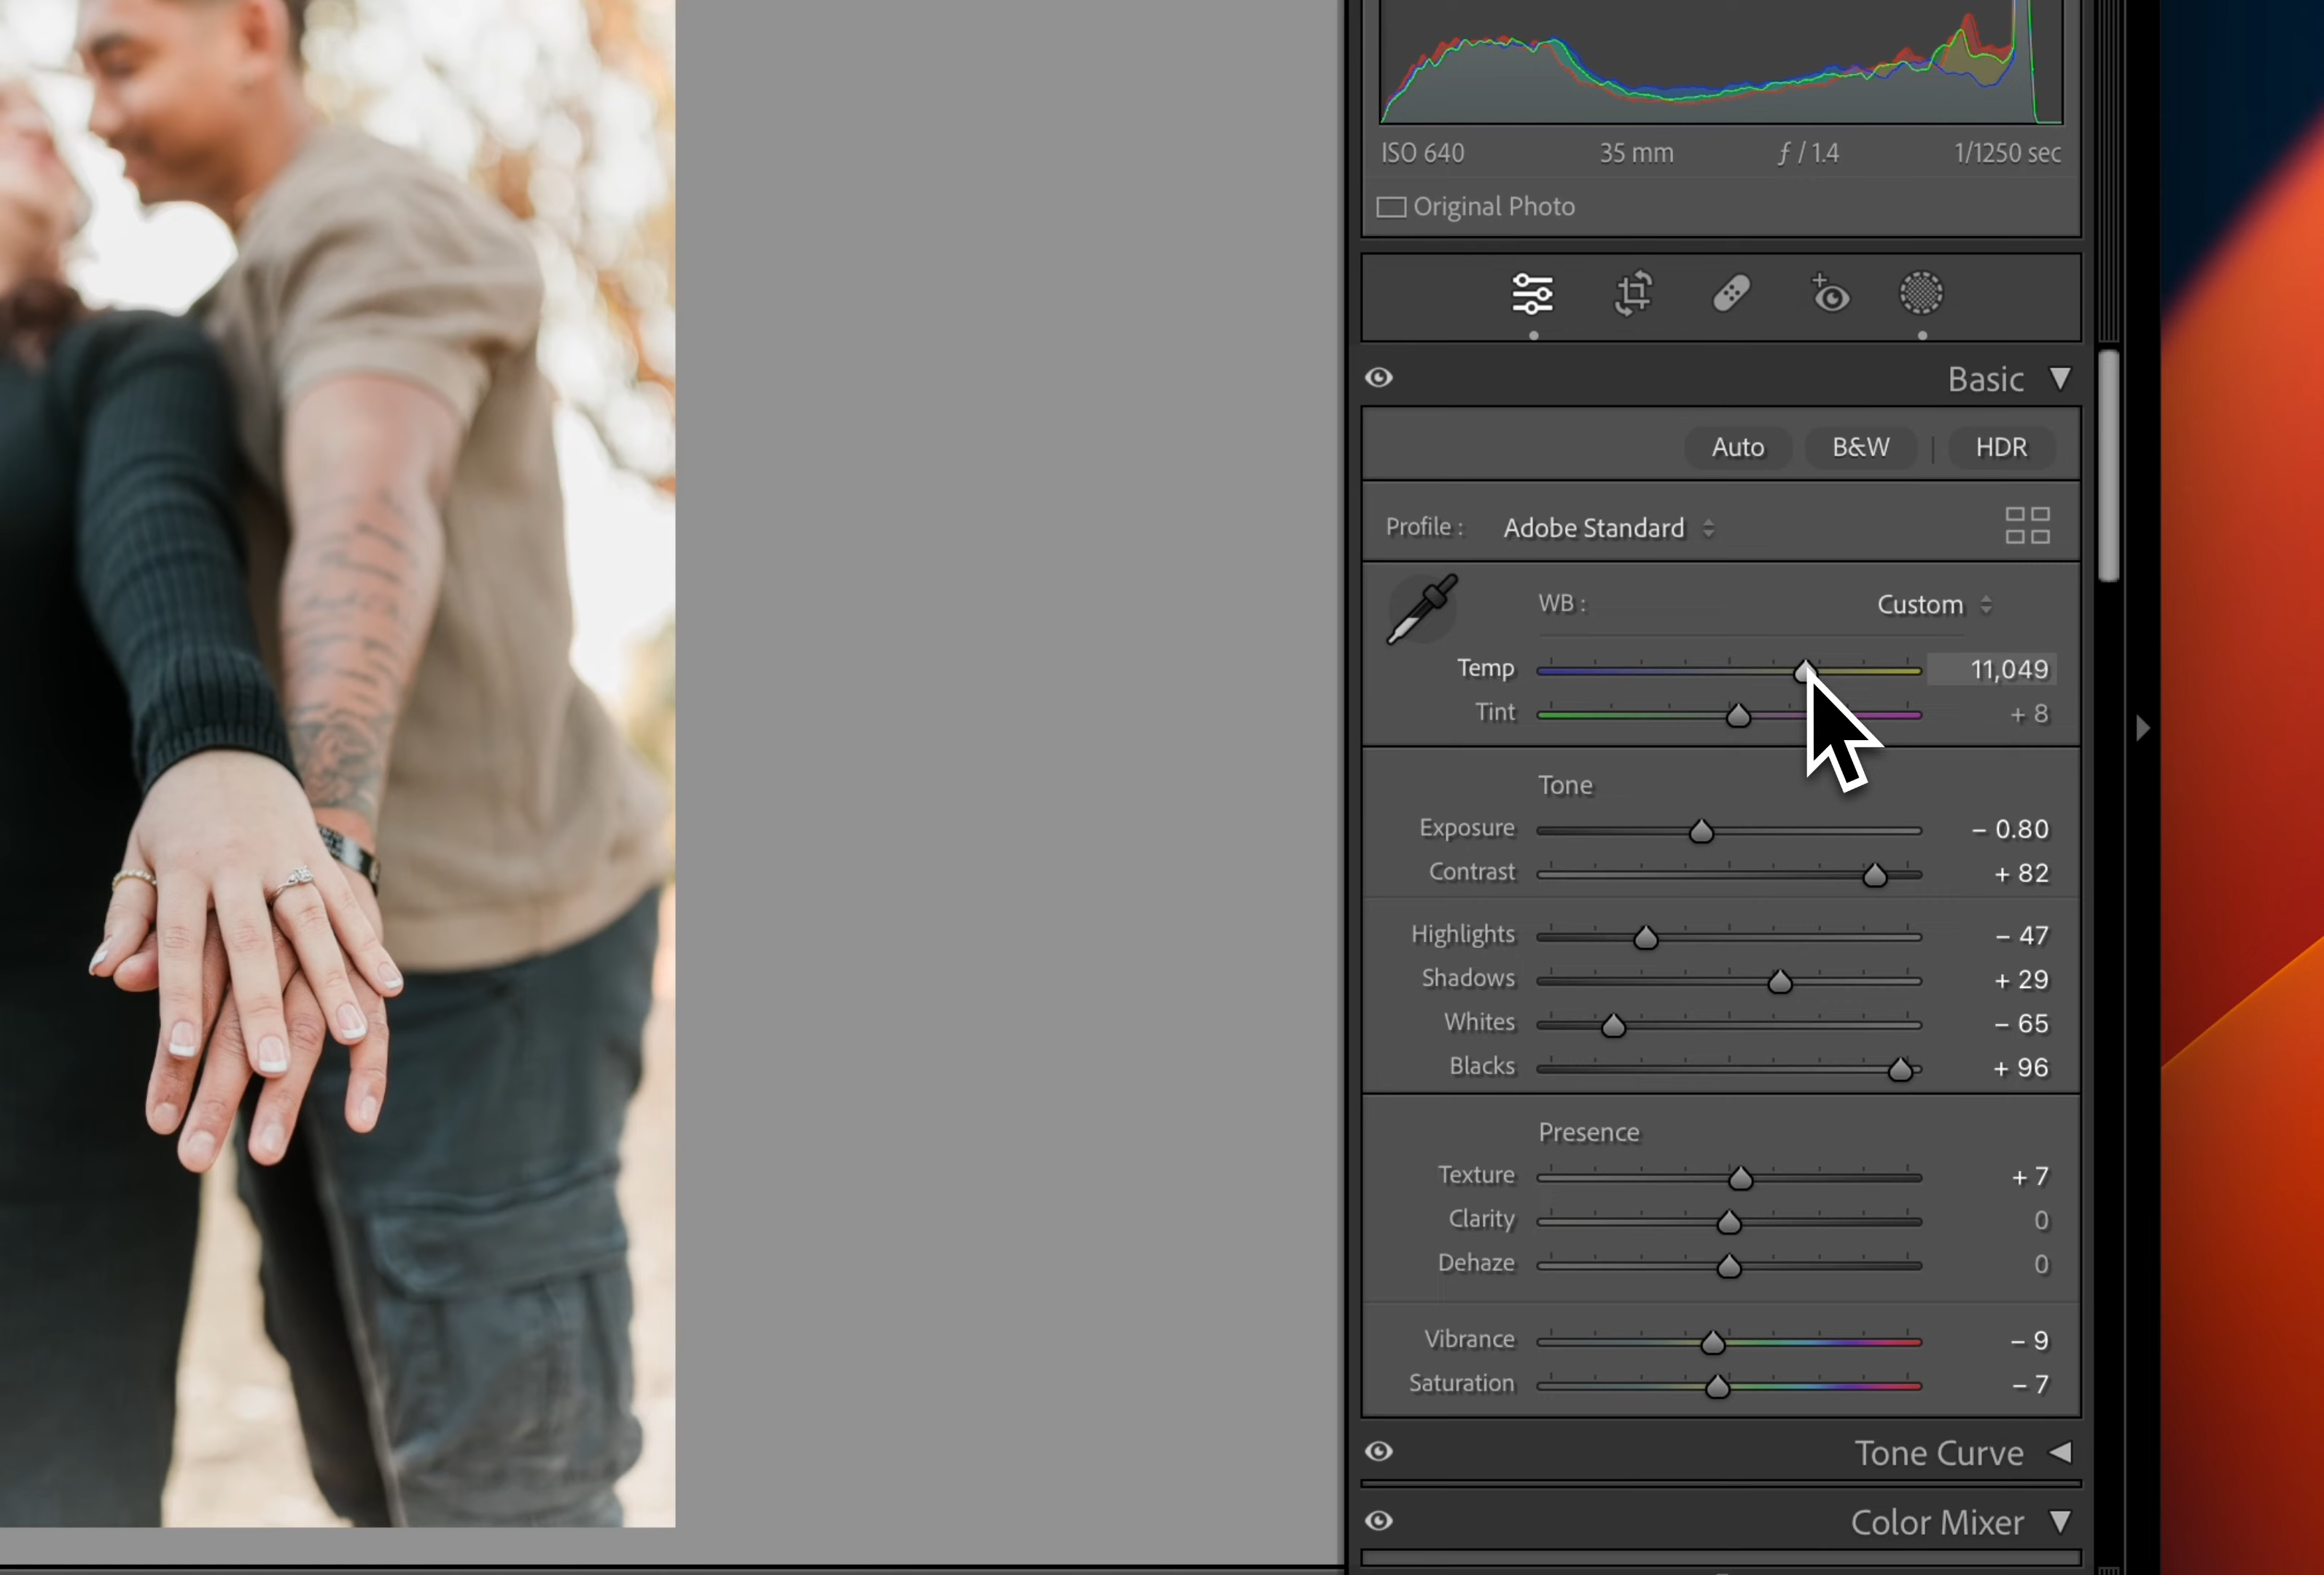 ISO 640 35 mm ƒ / 1.4 1/1250 sec
Original Photo
Basic
Auto B&W | HDR
Profile : Adobe Standard
WB : Custom
Temp 11,049
Tint + 8
Tone
Exposure – 0.80
Contrast + 82
Highlights – 47
Shadows + 29
Whites – 65
Blacks + 96
Presence
Texture + 7
Clarity 0
Dehaze 0
Vibrance – 9
Saturation – 7
Tone Curve
Color Mixer